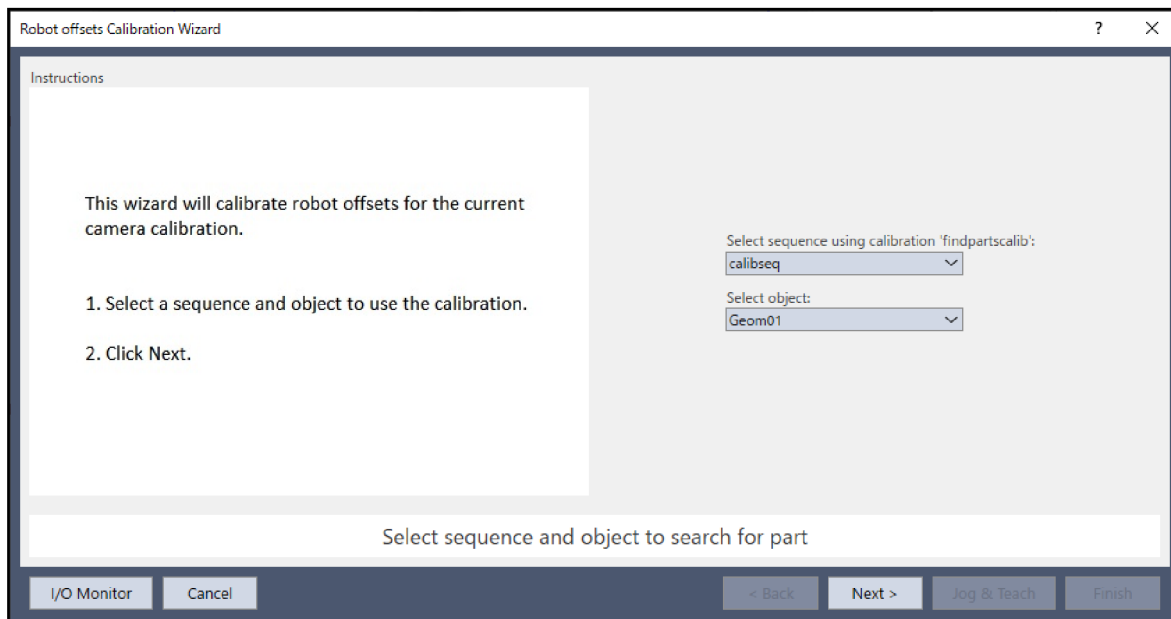 Robot offsets Calibration Wizard
?
Instructions
This wizard will calibrate robot offsets for the current
camera calibration.
1. Select a sequence and object to use the calibration.
2. Click Next.
Select sequence using calibration 'findpartscalib':
calibseq
Select object:
Geom01
Select sequence and object to search for part
I/O Monitor
Cancel
< Back
Next >
Jog & Teach
Finish